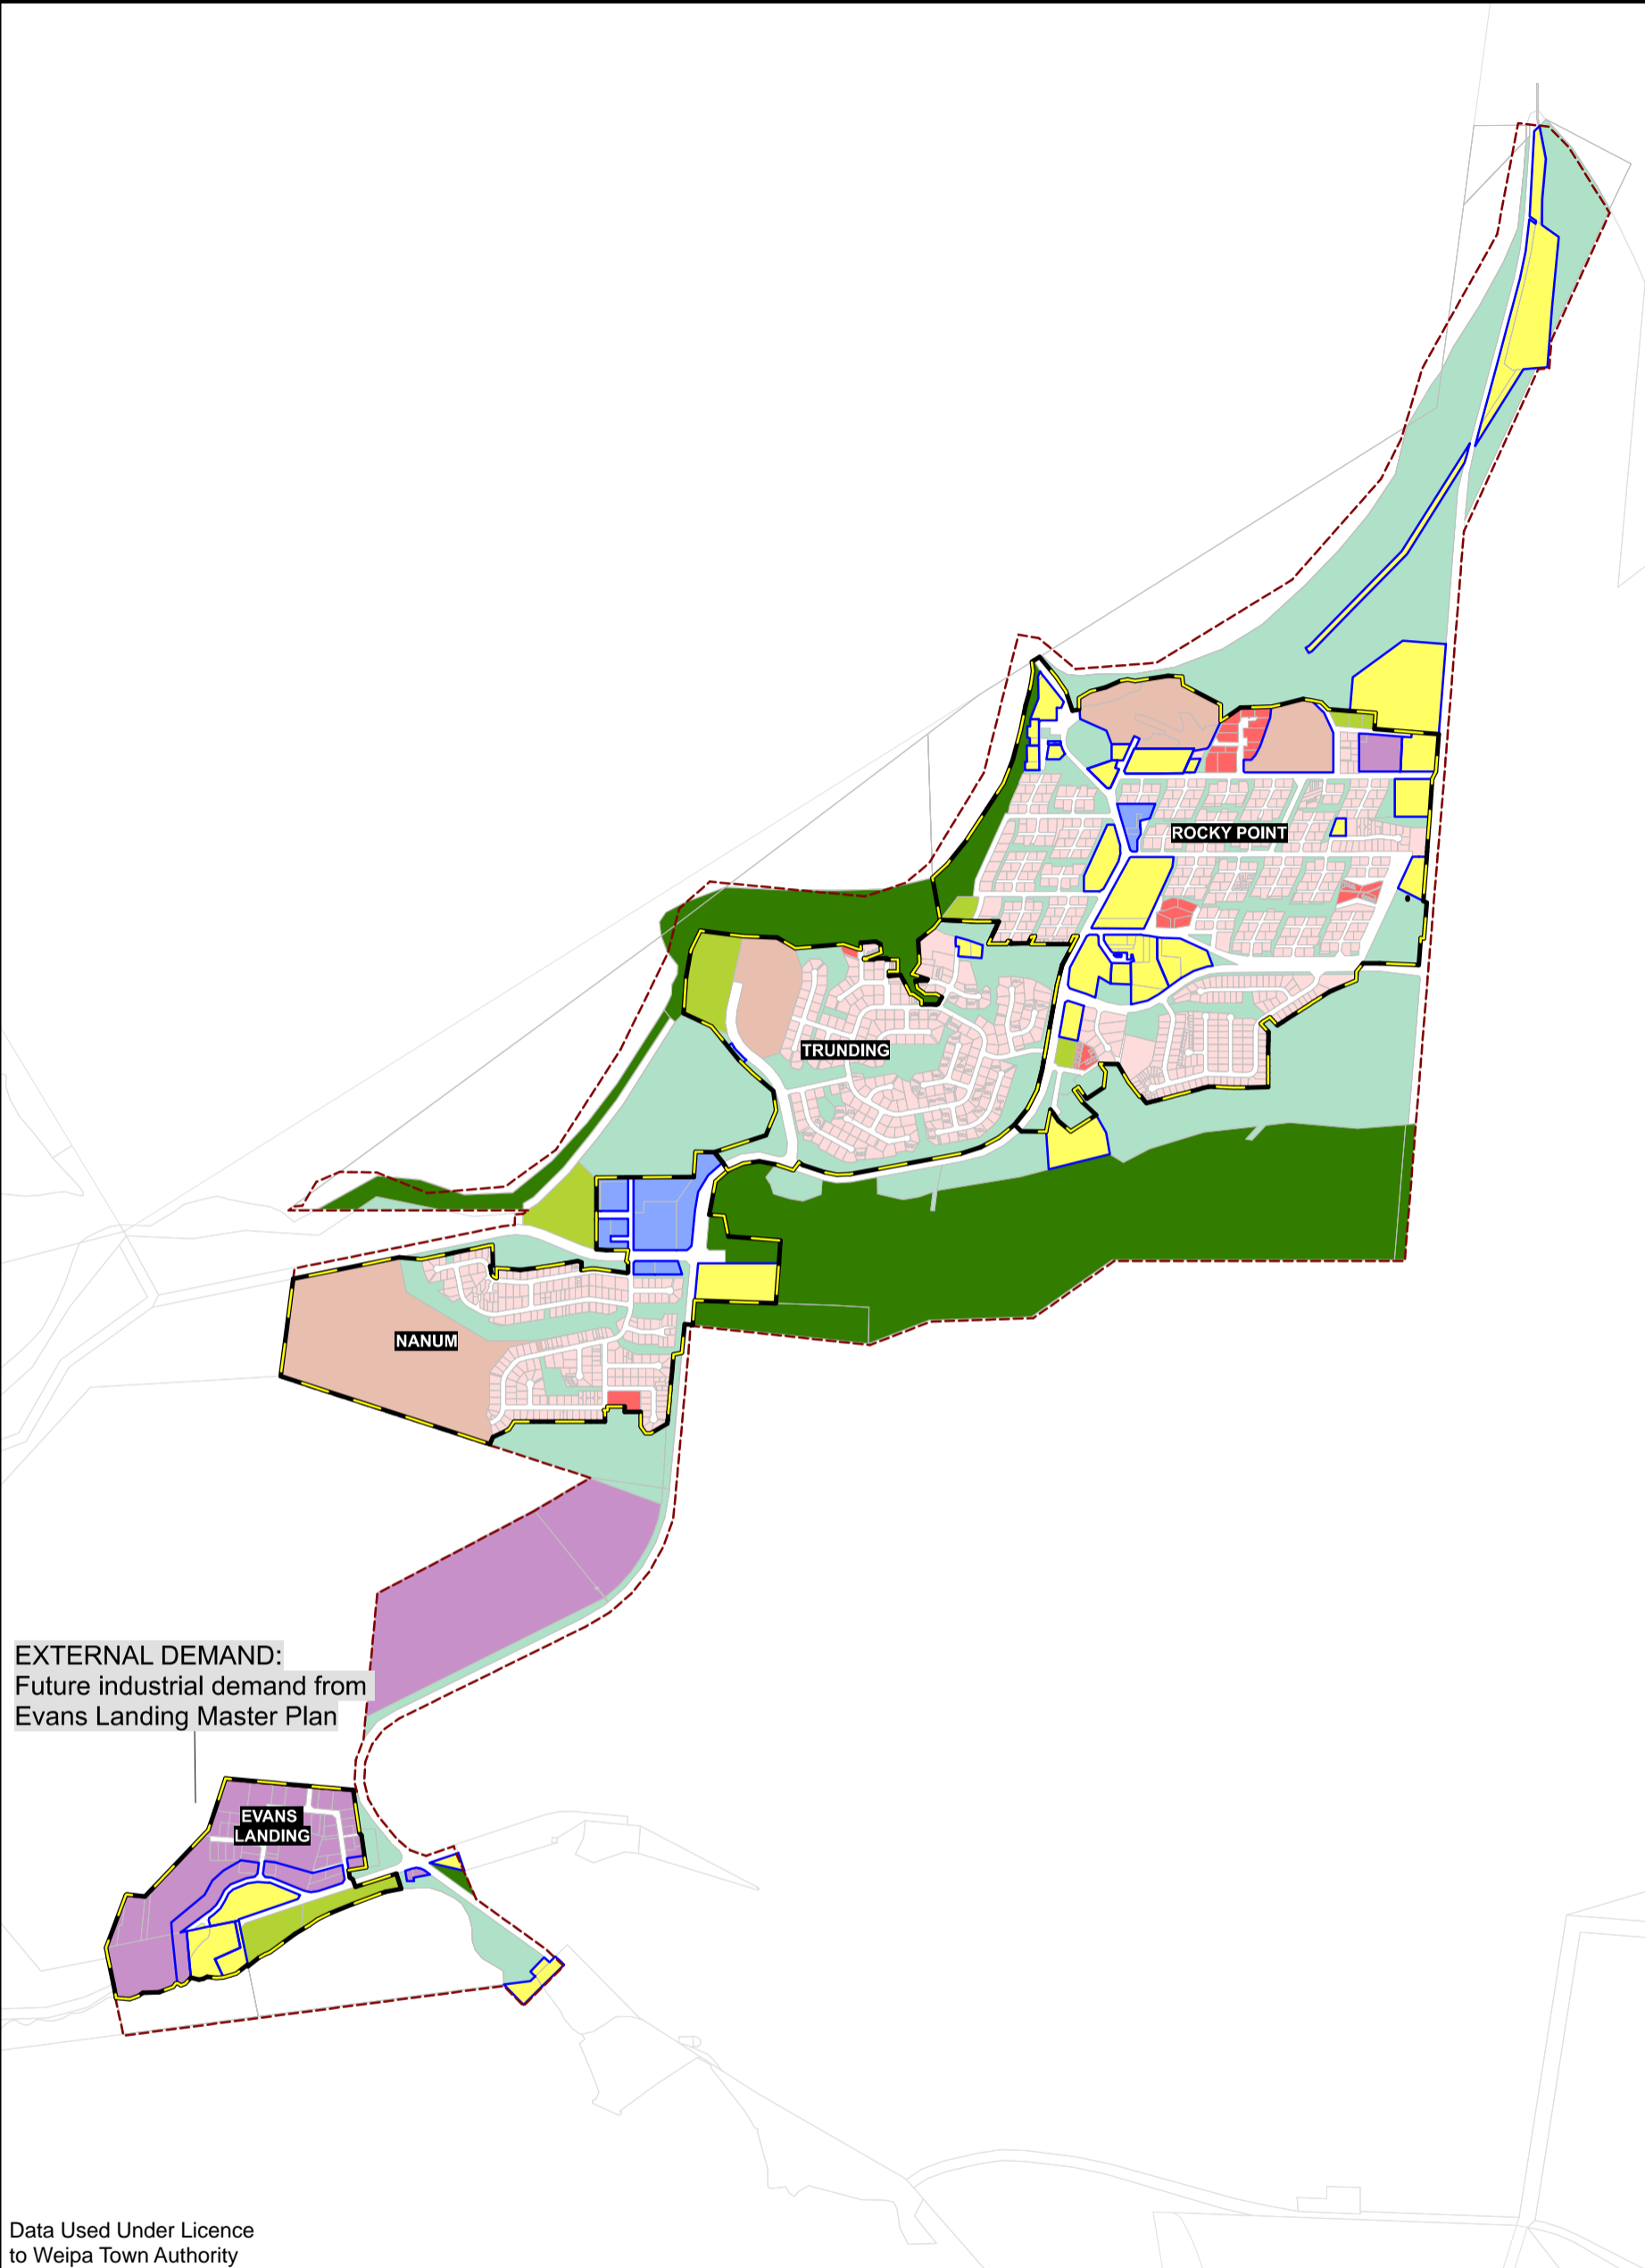 ROCKY POINT
TRUNDING
NANUM
EXTERNAL DEMAND:
Future industrial demand from
Evans Landing Master Plan
EVANS
LANDING
Data Used Under Licence
to Weipa Town Authority